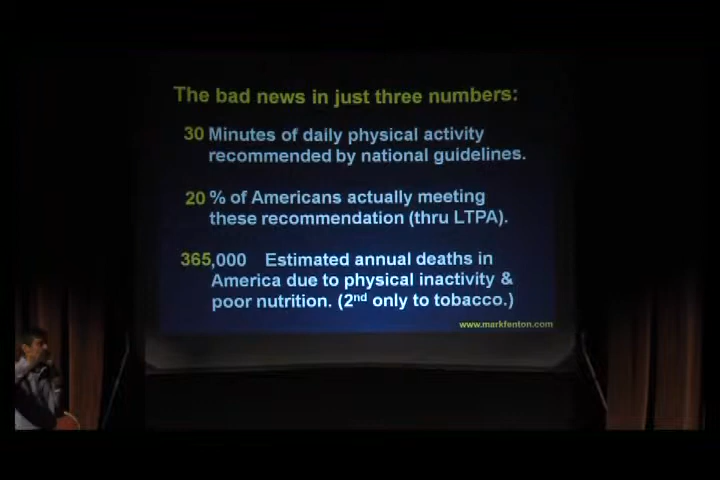 The bad news in just three numbers:
30 Minutes of daily physical activity
recommended by national guidelines.
20 % of Americans actually meeting
these recommendation (thru LTPA).
365,000 Estimated annual deaths in
America due to physical inactivity &
poor nutrition. (2nd only to tobacco.)
www.markfenton.com